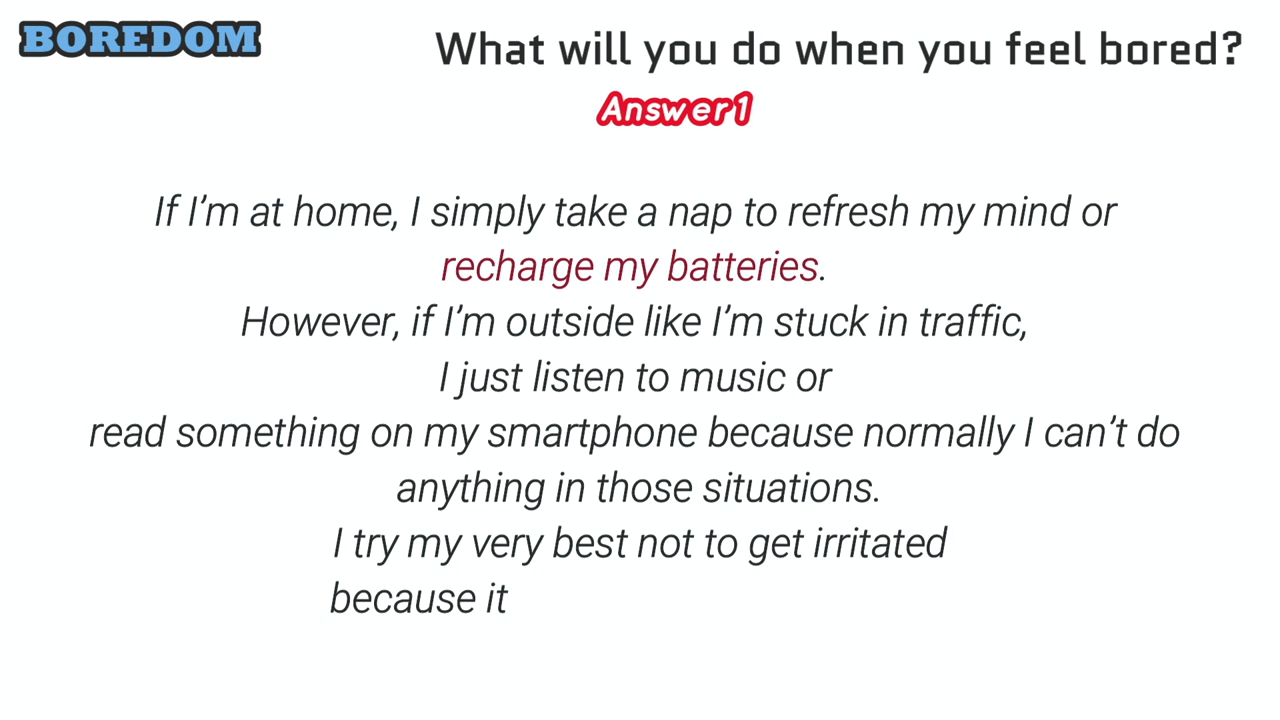 BOREDOM
What will you do when you feel bored?
Answer 1
If I'm at home, I simply take a nap to refresh my mind or
recharge my batteries.
However, if I'm outside like I'm stuck in traffic,
I just listen to music or
read something on my smartphone because normally I can't do
anything in those situations.
I try my very best not to get irritated
because it